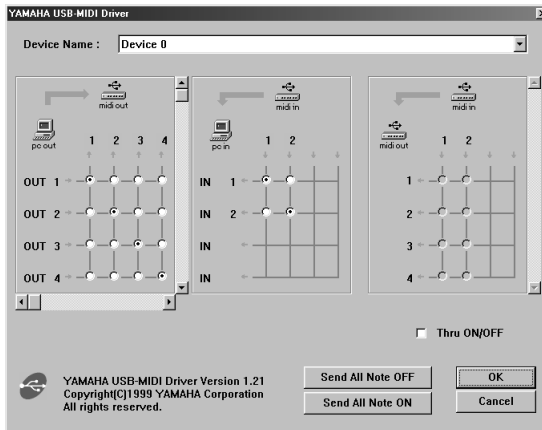 YAMAHA USB-MIDI Driver
Device Name : Device 0
midi out
pc out
1 2 3 4
OUT 1
OUT 2
OUT 3
OUT 4
midi in
pc in
1 2
IN 1
IN 2
IN
IN
midi in
midi out
1 2
1
2
3
4
Thru ON/OFF
YAMAHA USB-MIDI Driver Version 1.21
Copyright(C)1999 YAMAHA Corporation
All rights reserved.
Send All Note OFF
Send All Note ON
OK
Cancel